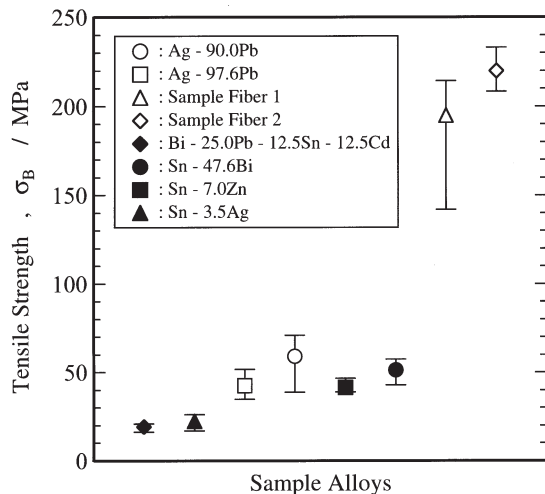 250
200
150
100
50
0
Tensile Strength , σB / MPa
: Ag - 90.0Pb
: Ag - 97.6Pb
: Sample Fiber 1
: Sample Fiber 2
: Bi - 25.0Pb - 12.5Sn - 12.5Cd
: Sn - 47.6Bi
: Sn - 7.0Zn
: Sn - 3.5Ag
Sample Alloys